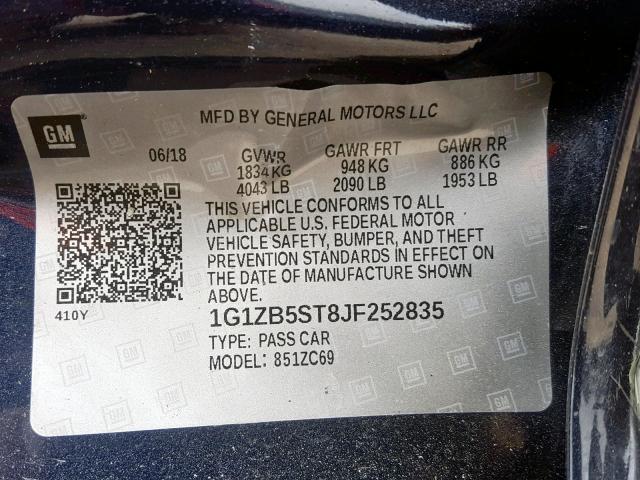 GM
MFD BY GENERAL MOTORS LLC
06/18 GVWR GAWR FRT GAWR RR
1834 KG 948 KG 886 KG
4043 LB 2090 LB 1953 LB
THIS VEHICLE CONFORMS TO ALL
APPLICABLE U.S. FEDERAL MOTOR
VEHICLE SAFETY, BUMPER, AND THEFT
PREVENTION STANDARDS IN EFFECT ON
THE DATE OF MANUFACTURE SHOWN
ABOVE.
410Y
1G1ZB5ST8JF252835
TYPE: PASS CAR
MODEL: 851ZC69